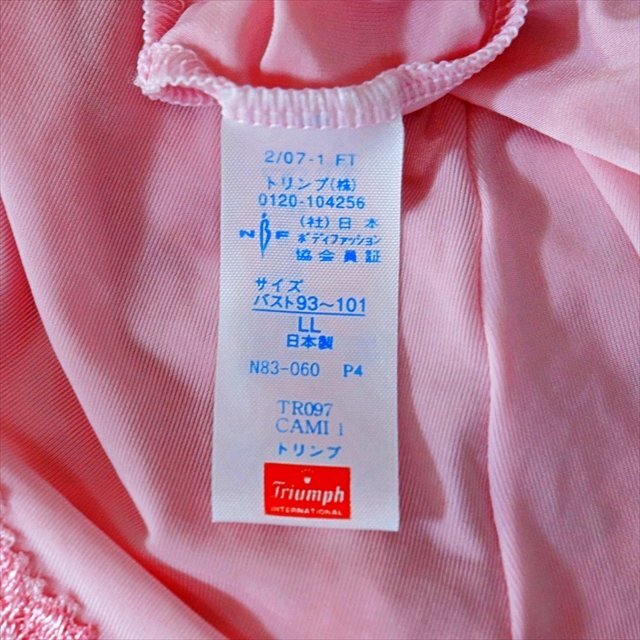 2/07-1 FT
トリンプ(株)
0120-104256
NBF
(社)日本
ボディファッション
協会員証
サイズ
バスト93〜101
LL
日本製
N83-060 P4
TR097
CAMI 1
トリンプ
Triumph
INTERNATIONAL